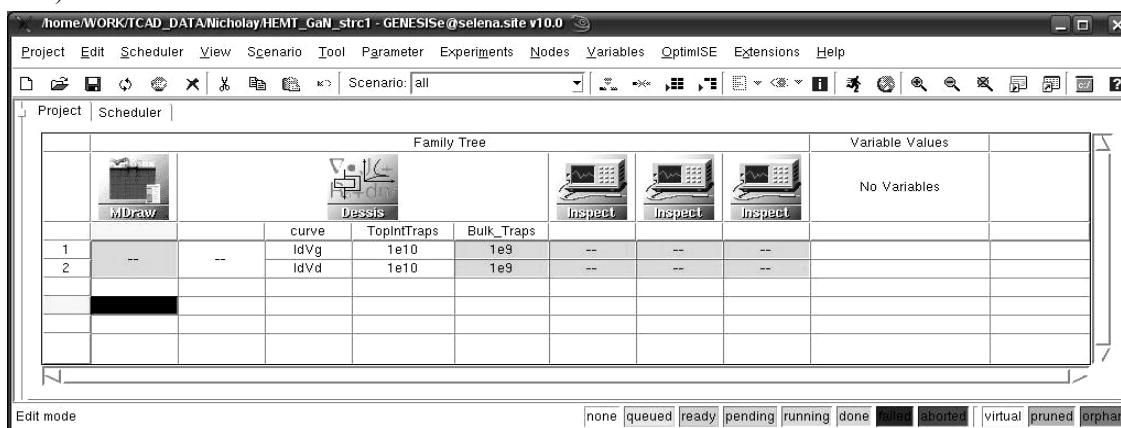 /home/WORK/TCAD_DATA/Nicholay/HEMT_GaN_strc1 - GENESISe@selena.site v10.0
Project Edit Scheduler View Scenario Tool Parameter Experiments Nodes Variables OptimISE Extensions Help
Scenario: all
Project Scheduler
Family Tree Variable Values
MDraw Dessis Inspect Inspect Inspect No Variables
curve TopIntTraps Bulk_Traps
1 -- -- IdVg 1e10 1e9 -- -- --
2 IdVd 1e10 1e9 -- -- --
Edit mode none queued ready pending running done failed aborted virtual pruned orphan